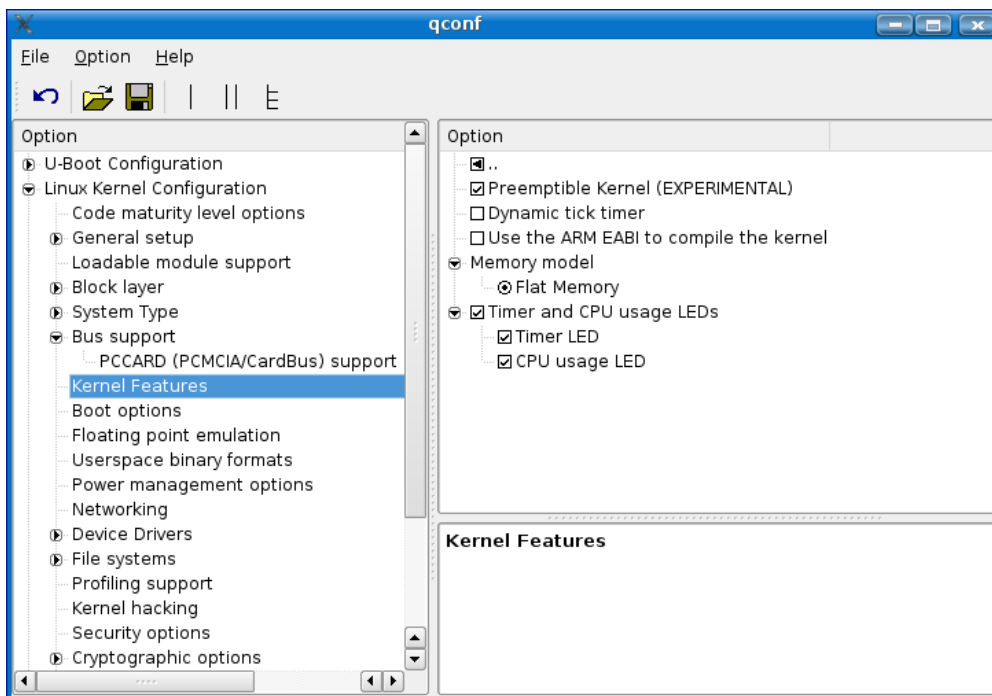 qconf
File Option Help
Option
U-Boot Configuration
Linux Kernel Configuration
Code maturity level options
General setup
Loadable module support
Block layer
System Type
Bus support
PCCARD (PCMCIA/CardBus) support
Kernel Features
Boot options
Floating point emulation
Userspace binary formats
Power management options
Networking
Device Drivers
File systems
Profiling support
Kernel hacking
Security options
Cryptographic options
Option
..
Preemptible Kernel (EXPERIMENTAL)
Dynamic tick timer
Use the ARM EABI to compile the kernel
Memory model
Flat Memory
Timer and CPU usage LEDs
Timer LED
CPU usage LED
Kernel Features